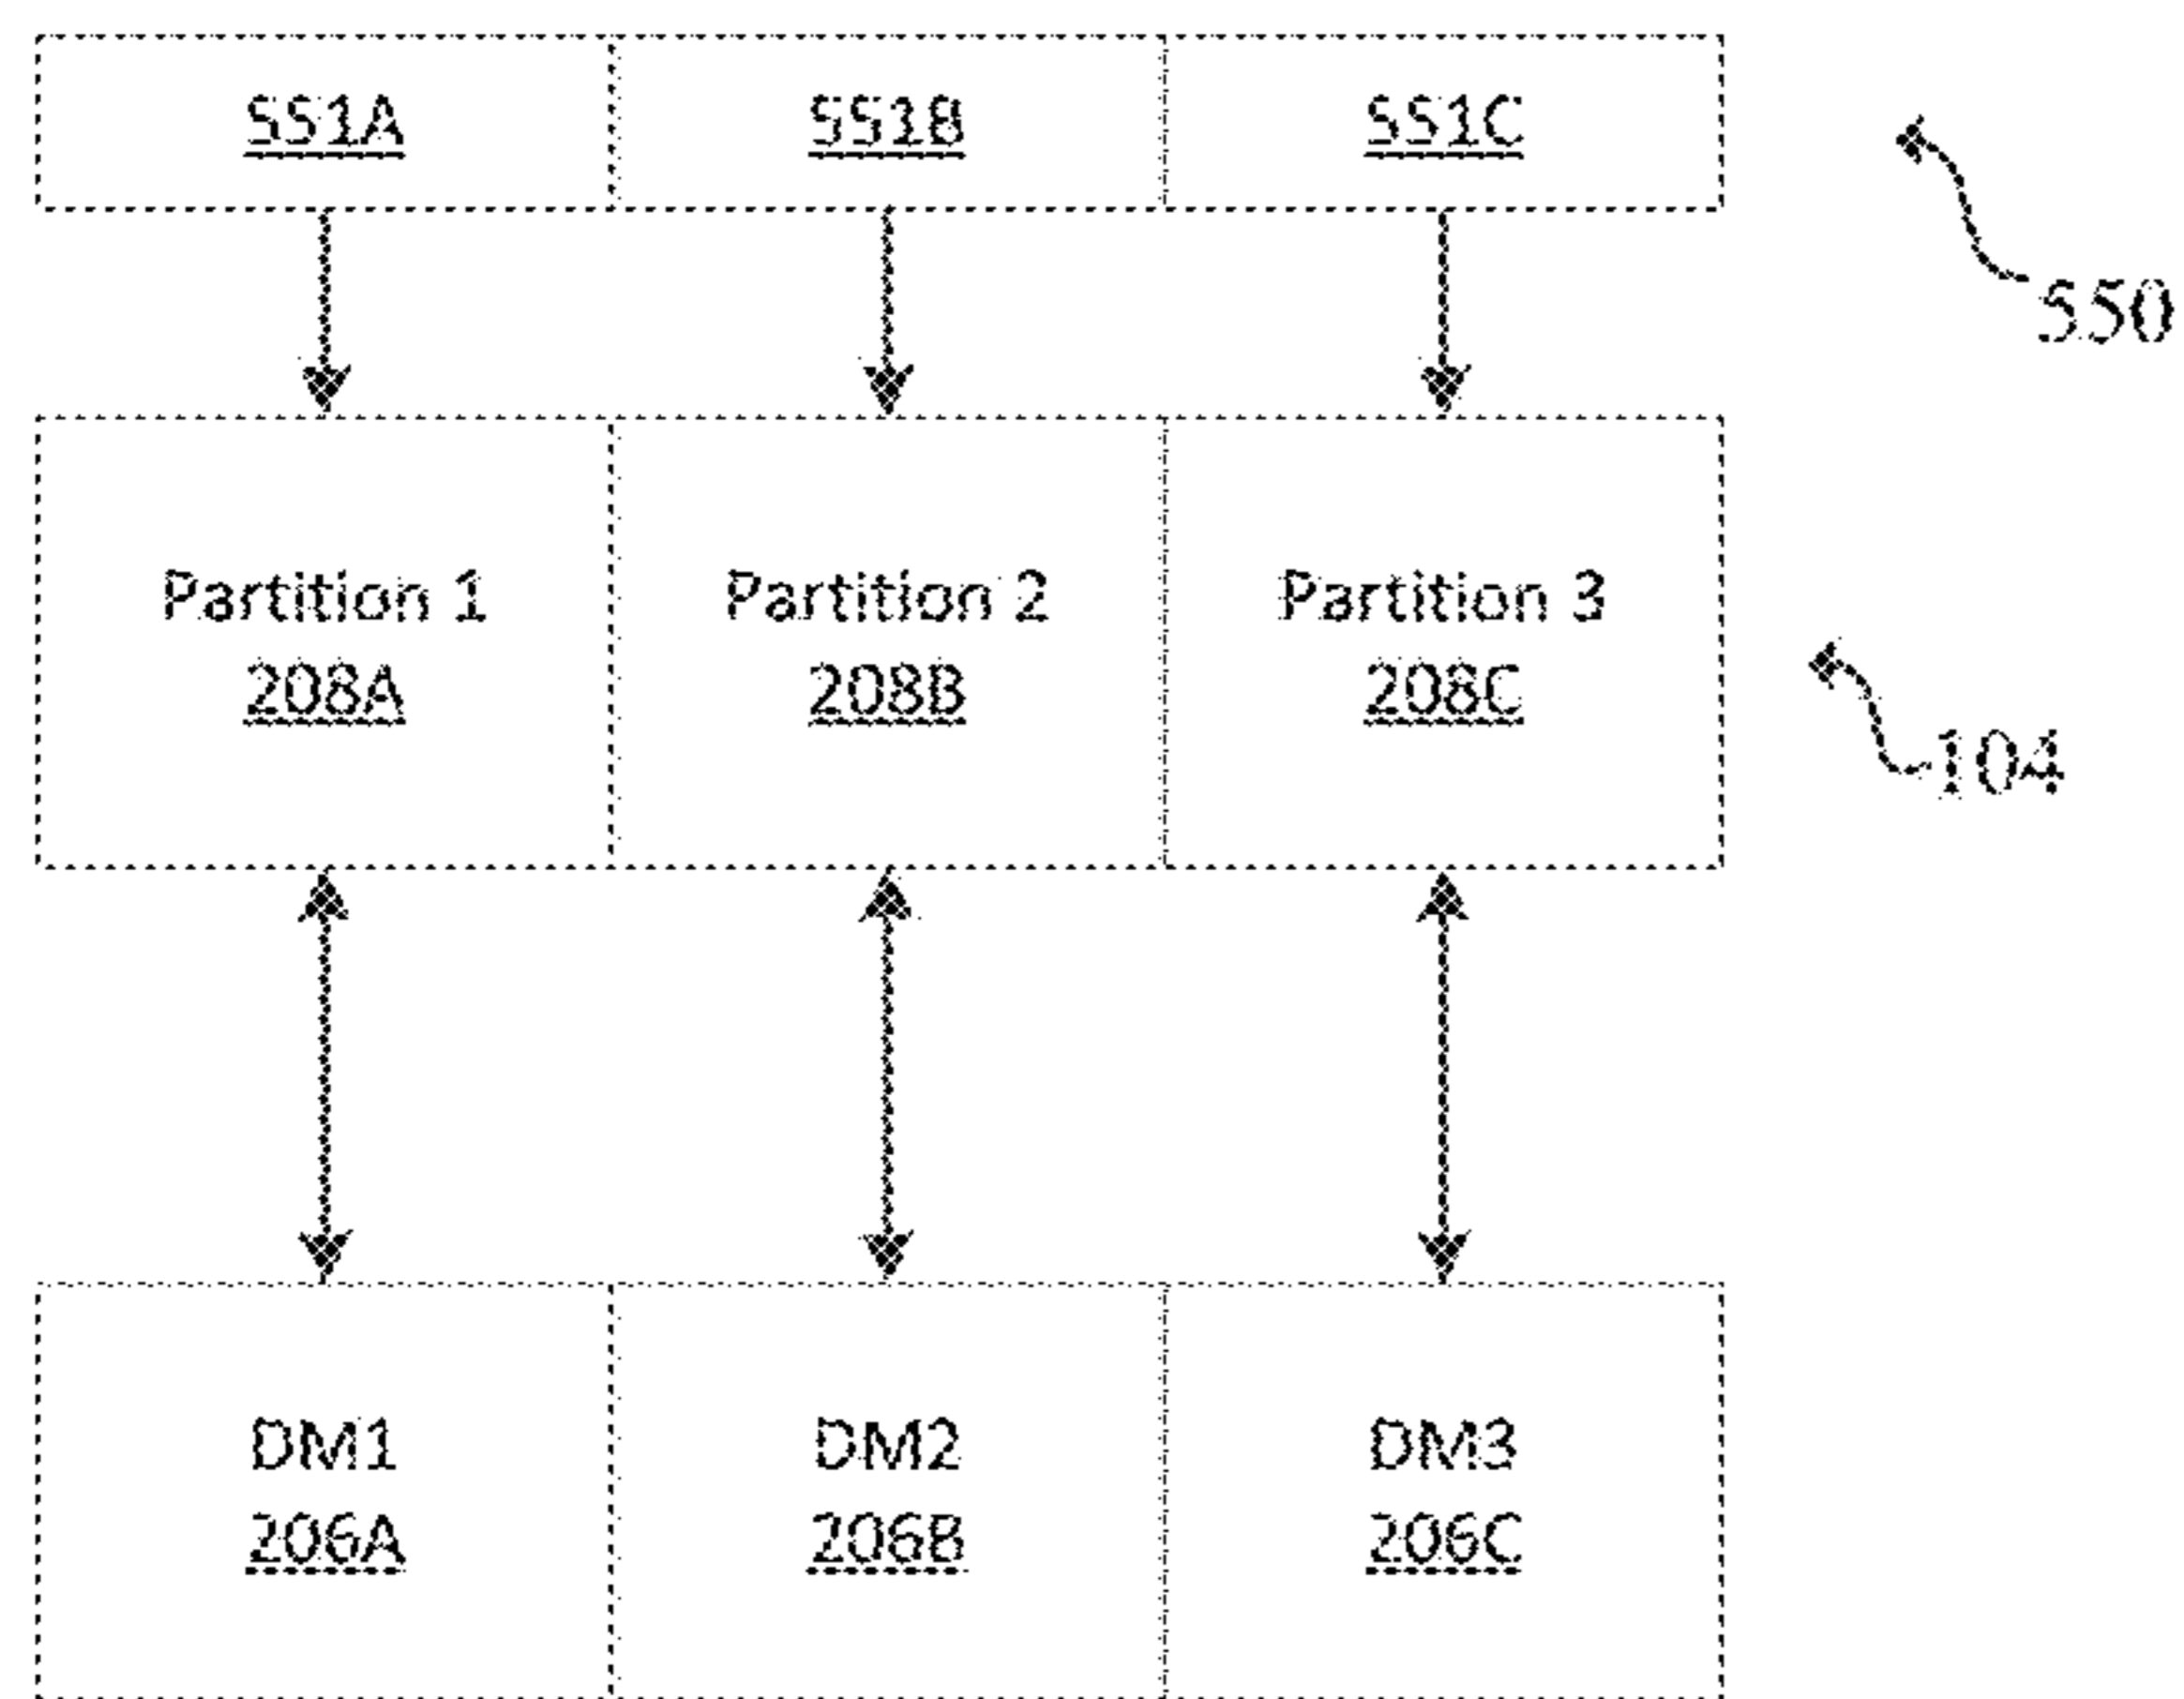 SS1A
SS1B
SS1C
550
Partition 1
208A
Partition 2
208B
Partition 3
208C
104
DM1
206A
DM2
206B
DM3
206C